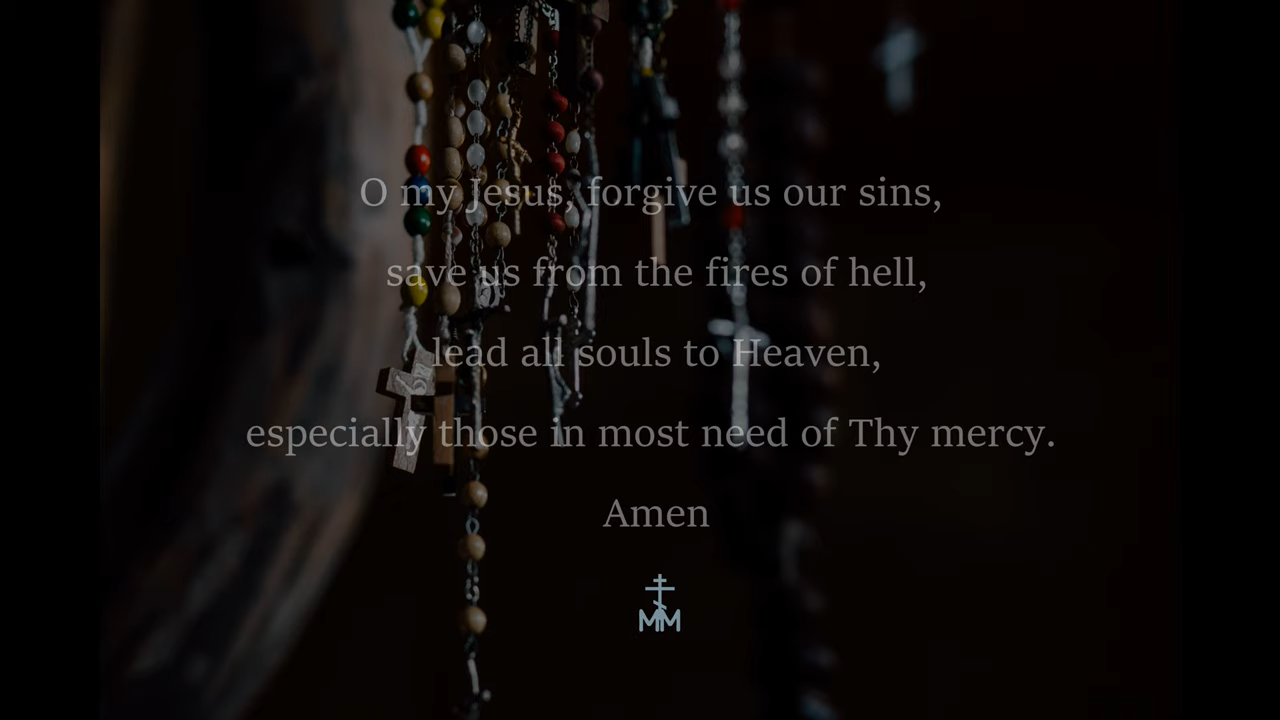 O my Jesus, forgive us our sins,
save us from the fires of hell,
lead all souls to Heaven,
especially those in most need of Thy mercy.
Amen